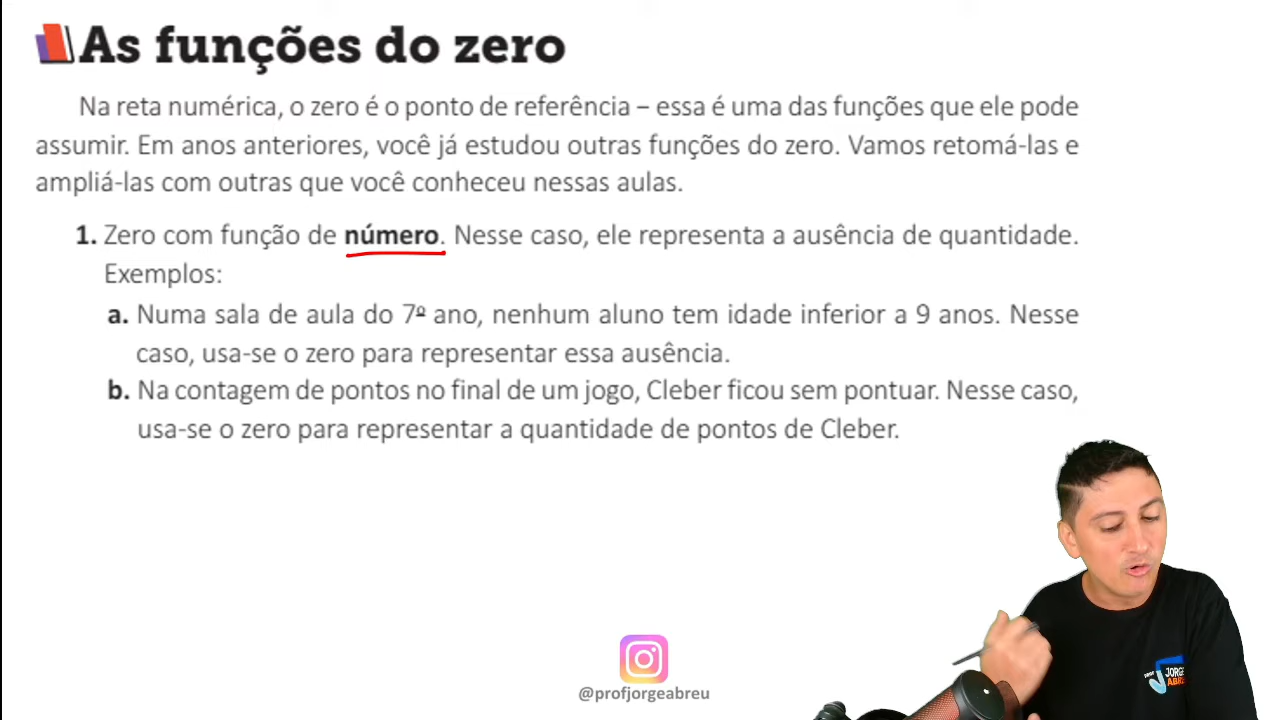 As funções do zero
Na reta numérica, o zero é o ponto de referência – essa é uma das funções que ele pode
assumir. Em anos anteriores, você já estudou outras funções do zero. Vamos retomá-las e
ampliá-las com outras que você conheceu nessas aulas.
1. Zero com função de número. Nesse caso, ele representa a ausência de quantidade.
Exemplos:
a. Numa sala de aula do 7º ano, nenhum aluno tem idade inferior a 9 anos. Nesse
caso, usa-se o zero para representar essa ausência.
b. Na contagem de pontos no final de um jogo, Cleber ficou sem pontuar. Nesse caso,
usa-se o zero para representar a quantidade de pontos de Cleber.
@profjorgeabreu
JORGE